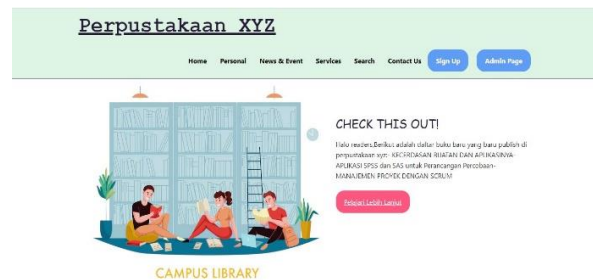 Perpustakaan XYZ
Home Personal News & Event Services Search Contact Us Sign Up Admin Page
CHECK THIS OUT!
Halo readers,Berikut adalah daftar buku baru yang baru publish di
perpustakaan xyz:- KECERDASAN BUATAN DAN APLIKASINYA-
APLIKASI SPSS dan SAS untuk Perancangan Percobaan-
MANAJEMEN PROYEK DENGAN SCRUM
Pelajari Lebih Lanjut
CAMPUS LIBRARY